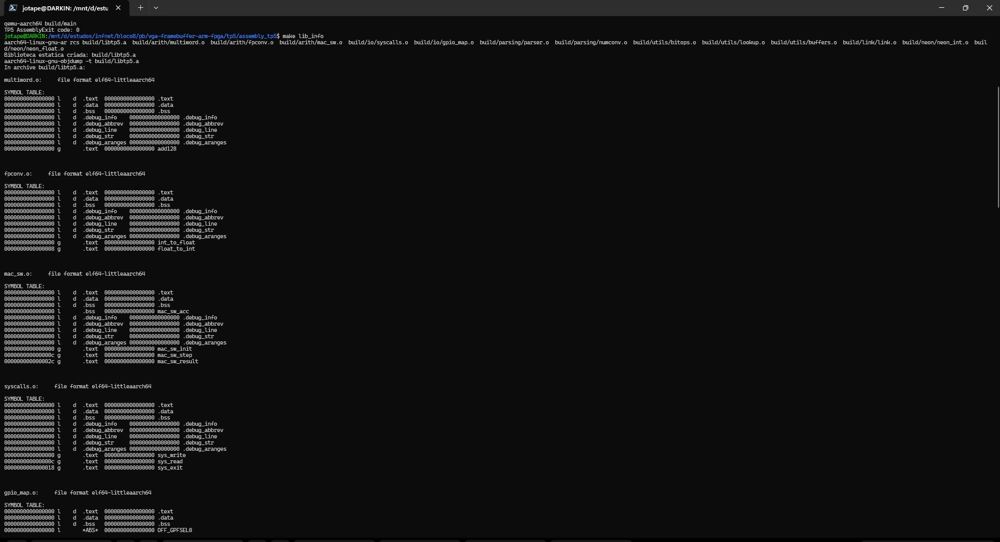 jotape@DARKIN: /mnt/d/estu
qemu-aarch64 build/main
TP5 AssemblyExit code: 0
jotape@DARKIN:/mnt/d/estudos/infnet/bloco8/pb/vga-framebuffer-arm-fpga/tp5/assembly_tp5$ make lib_info
aarch64-linux-gnu-ar rcs build/libtp5.a  build/arith/multiword.o  build/arith/fpconv.o  build/arith/mac_sw.o  build/io/syscalls.o  build/io/gpio_map.o  build/parsing/parser.o  build/parsing/numconv.o  build/utils/bitops.o  build/utils/lookup.o  build/utils/buffers.o  build/link/link.o  build/neon/neon_int.o  buil
d/neon/neon_float.o
Biblioteca estatica criada: build/libtp5.a
aarch64-linux-gnu-objdump -t build/libtp5.a
In archive build/libtp5.a:
multiword.o:     file format elf64-littleaarch64
SYMBOL TABLE:
0000000000000000 l    d  .text  0000000000000000 .text
0000000000000000 l    d  .data  0000000000000000 .data
0000000000000000 l    d  .bss   0000000000000000 .bss
0000000000000000 l    d  .debug_info    0000000000000000 .debug_info
0000000000000000 l    d  .debug_abbrev  0000000000000000 .debug_abbrev
0000000000000000 l    d  .debug_line    0000000000000000 .debug_line
0000000000000000 l    d  .debug_str     0000000000000000 .debug_str
0000000000000000 l    d  .debug_aranges 0000000000000000 .debug_aranges
0000000000000000 g       .text  0000000000000000 add128
fpconv.o:     file format elf64-littleaarch64
SYMBOL TABLE:
0000000000000000 l    d  .text  0000000000000000 .text
0000000000000000 l    d  .data  0000000000000000 .data
0000000000000000 l    d  .bss   0000000000000000 .bss
0000000000000000 l    d  .debug_info    0000000000000000 .debug_info
0000000000000000 l    d  .debug_abbrev  0000000000000000 .debug_abbrev
0000000000000000 l    d  .debug_line    0000000000000000 .debug_line
0000000000000000 l    d  .debug_str     0000000000000000 .debug_str
0000000000000000 l    d  .debug_aranges 0000000000000000 .debug_aranges
0000000000000000 g       .text  0000000000000000 int_to_float
0000000000000008 g       .text  0000000000000000 float_to_int
mac_sw.o:     file format elf64-littleaarch64
SYMBOL TABLE:
0000000000000000 l    d  .text  0000000000000000 .text
0000000000000000 l    d  .data  0000000000000000 .data
0000000000000000 l    d  .bss   0000000000000000 .bss
0000000000000000 l       .bss   0000000000000000 mac_sw_acc
0000000000000000 l    d  .debug_info    0000000000000000 .debug_info
0000000000000000 l    d  .debug_abbrev  0000000000000000 .debug_abbrev
0000000000000000 l    d  .debug_line    0000000000000000 .debug_line
0000000000000000 l    d  .debug_str     0000000000000000 .debug_str
0000000000000000 l    d  .debug_aranges 0000000000000000 .debug_aranges
0000000000000000 g       .text  0000000000000000 mac_sw_init
000000000000000c g       .text  0000000000000000 mac_sw_step
000000000000002c g       .text  0000000000000000 mac_sw_result
syscalls.o:     file format elf64-littleaarch64
SYMBOL TABLE:
0000000000000000 l    d  .text  0000000000000000 .text
0000000000000000 l    d  .data  0000000000000000 .data
0000000000000000 l    d  .bss   0000000000000000 .bss
0000000000000000 l    d  .debug_info    0000000000000000 .debug_info
0000000000000000 l    d  .debug_abbrev  0000000000000000 .debug_abbrev
0000000000000000 l    d  .debug_line    0000000000000000 .debug_line
0000000000000000 l    d  .debug_str     0000000000000000 .debug_str
0000000000000000 l    d  .debug_aranges 0000000000000000 .debug_aranges
0000000000000000 g       .text  0000000000000000 sys_write
000000000000000c g       .text  0000000000000000 sys_read
0000000000000018 g       .text  0000000000000000 sys_exit
gpio_map.o:     file format elf64-littleaarch64
SYMBOL TABLE:
0000000000000000 l    d  .text  0000000000000000 .text
0000000000000000 l    d  .data  0000000000000000 .data
0000000000000000 l    d  .bss   0000000000000000 .bss
0000000000000000 l       *ABS*  0000000000000000 OFF_GPFSEL0